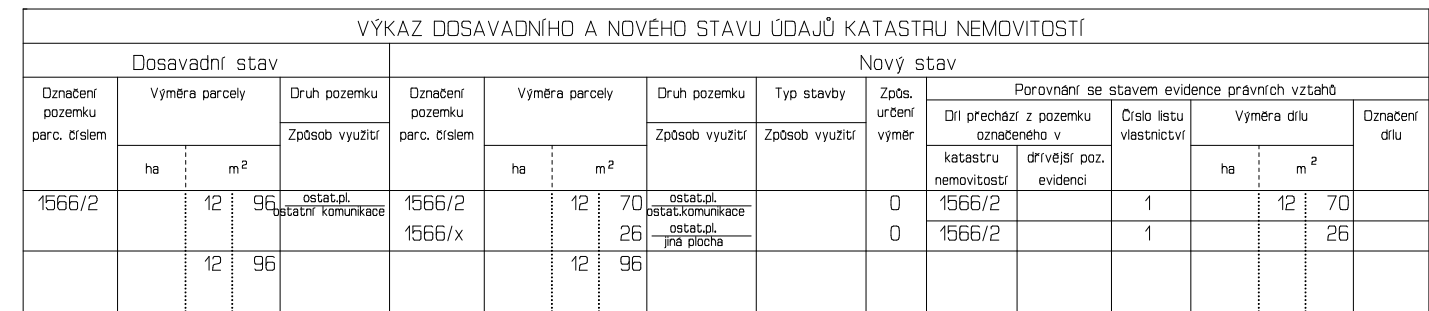 VÝKAZ DOSAVADNÍHO A NOVÉHO STAVU ÚDAJŮ KATASTRU NEMOVITOSTÍ
Dosavadní stav Nový stav
Označení pozemku parc. číslem Výměra parcely Druh pozemku Označení pozemku parc. číslem Výměra parcely Druh pozemku Typ stavby Způs. určení výměr Porovnání se stavem evidence právních vztahů
Způsob využití Způsob využití Způsob využití Díl přechází z pozemku označeného v Číslo listu vlastnictví Výměra dílu Označení dílu
ha m² ha m² katastru nemovitostí dřívější poz. evidenci ha m²
1566/2 12 96 ostat.pl. 1566/2 12 70 ostat.pl. 0 1566/2 1 12 70
ostatní komunikace ostat.komunikace
1566/x 26 ostat.pl. 0 1566/2 1 26
jiná plocha
12 96 12 96